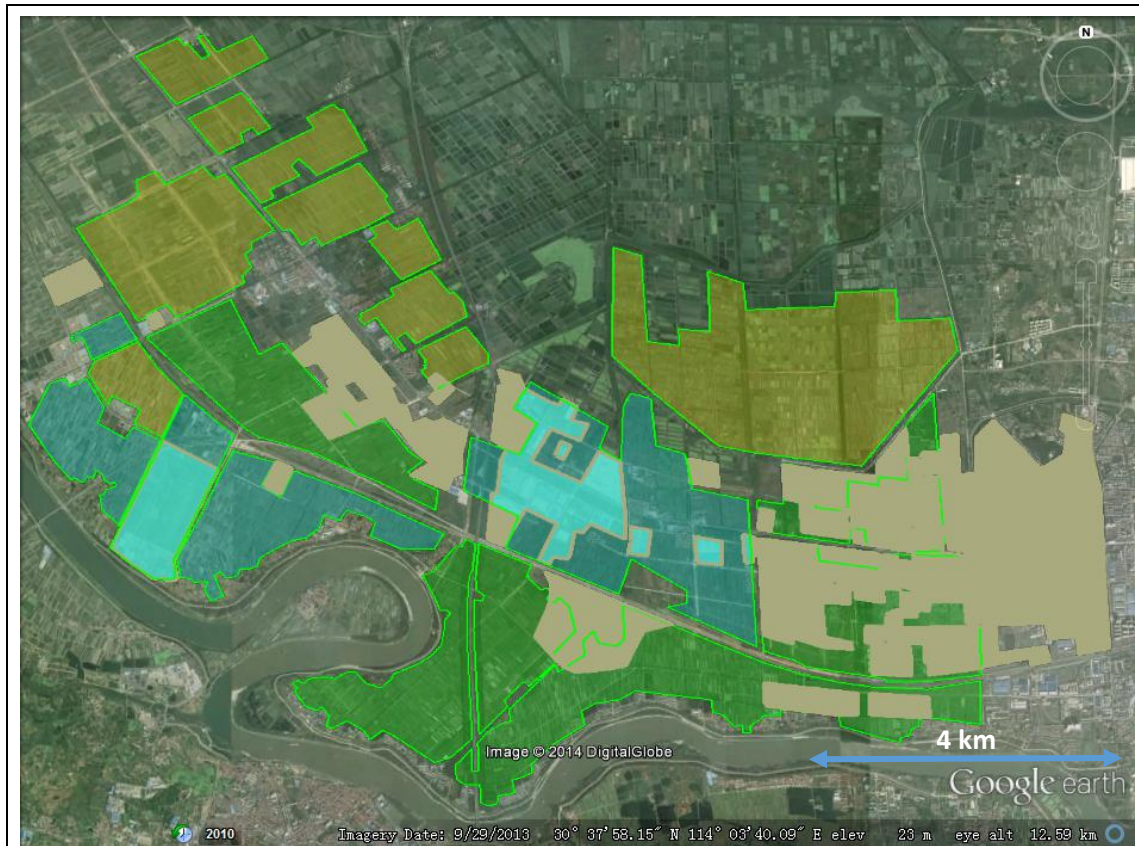 N
4 km
Image © 2014 DigitalGlobe
Google earth
2010
Imagery Date: 9/29/2013 30° 37'58.15" N 114° 03'40.09" E elev 23 m eye alt 12.59 km